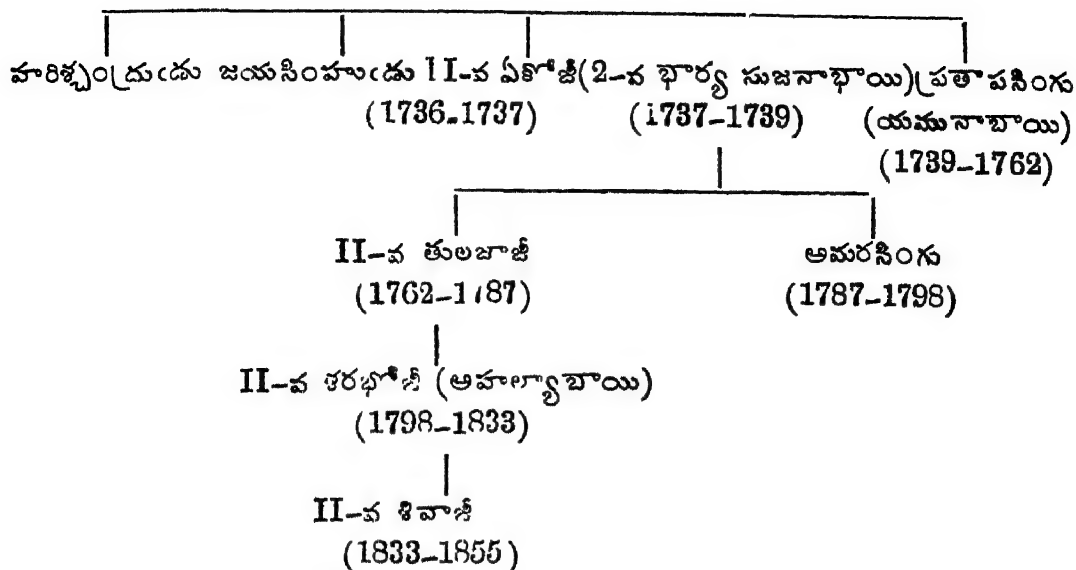 హరిశ్చంద్రుఁడు జయసింహుఁడు II-వ ఏకోజీ(2-వ భార్య సుజనాభాయి) ప్రతాపసింగు
(1736-1737) (1737-1739) (యమునాబాయి)
(1739-1762)
II-వ తులజాజీ అమరసింగు
(1762-1787) (1787-1798)
II-వ శరభోజీ (అహల్యాబాయి)
(1798-1833)
II-వ శివాజీ
(1833-1855)